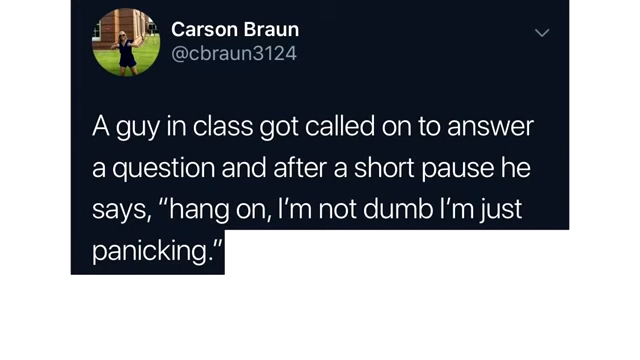 Carson Braun
@cbraun3124
A guy in class got called on to answer
a question and after a short pause he
says, “hang on, I’m not dumb I’m just
panicking.”